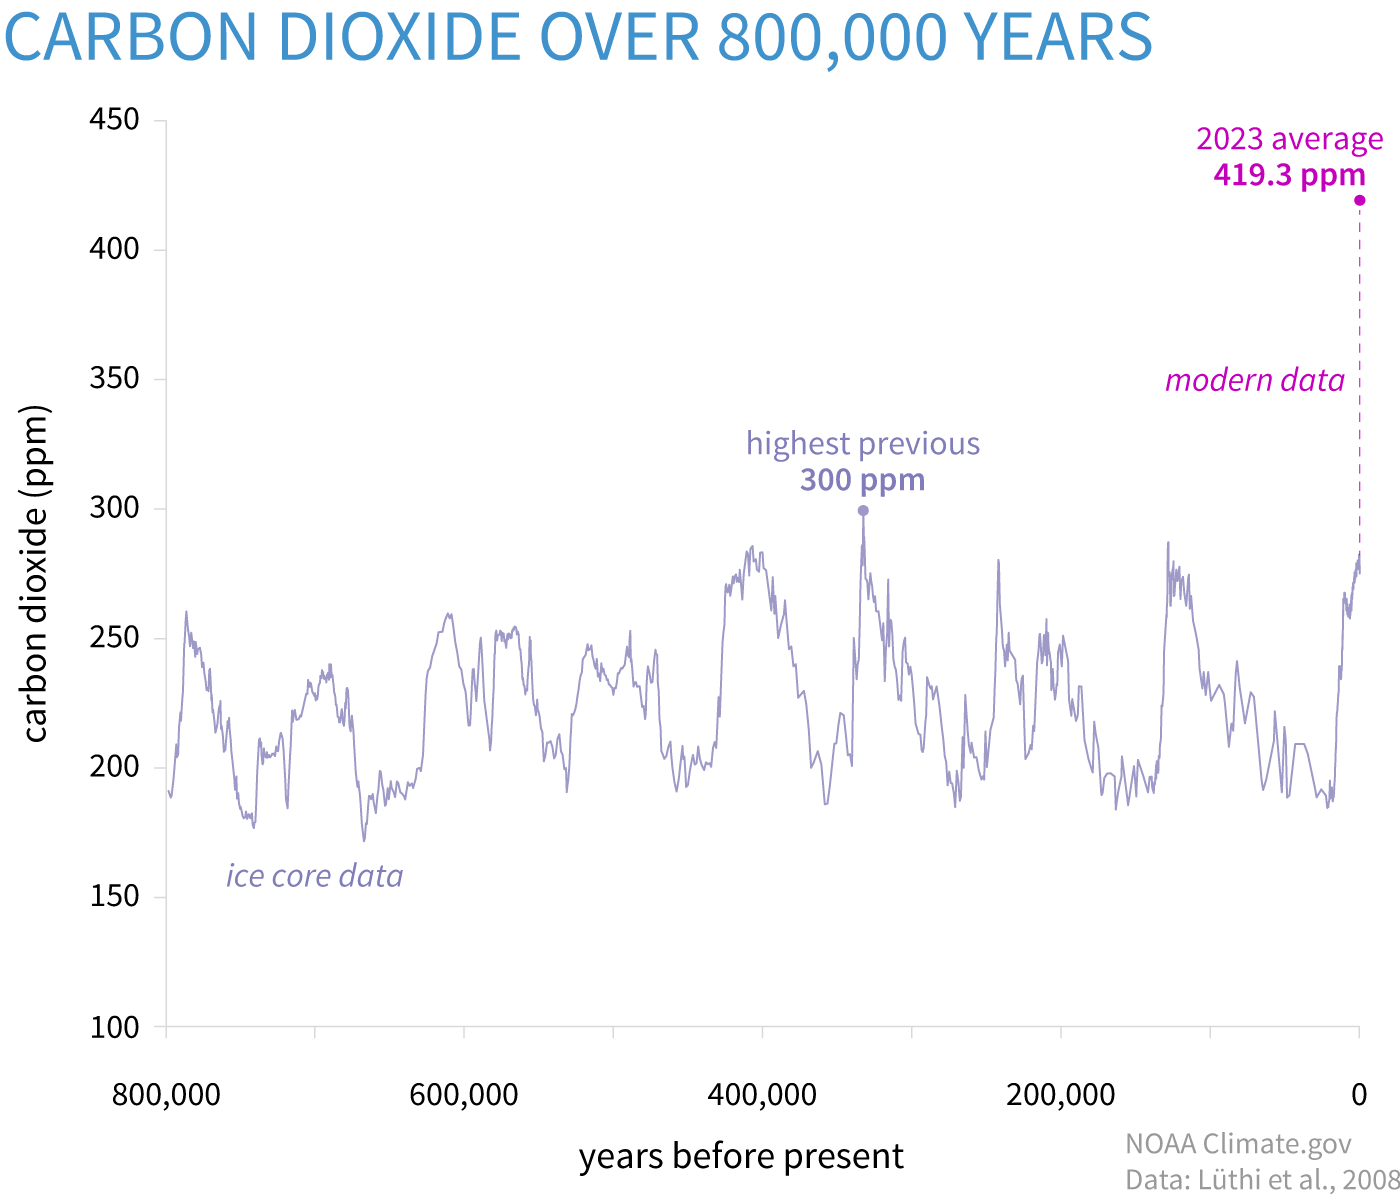 CARBON DIOXIDE OVER 800,000 YEARS
450
2023 average
419.3 ppm
400
350
modern data
highest previous
300 ppm
300
carbon dioxide (ppm)
250
200
ice core data
150
100
800,000
600,000
400,000
200,000
0
years before present
NOAA Climate.gov
Data: Lüthi et al., 2008